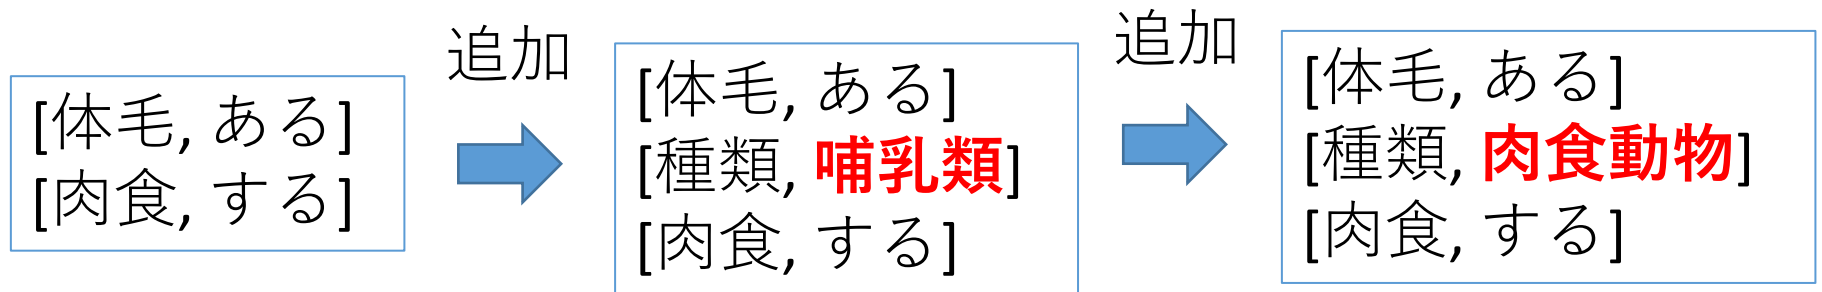 [体毛, ある]
[肉食, する]
追加
[体毛, ある]
[種類, 哺乳類]
[肉食, する]
追加
[体毛, ある]
[種類, 肉食動物]
[肉食, する]